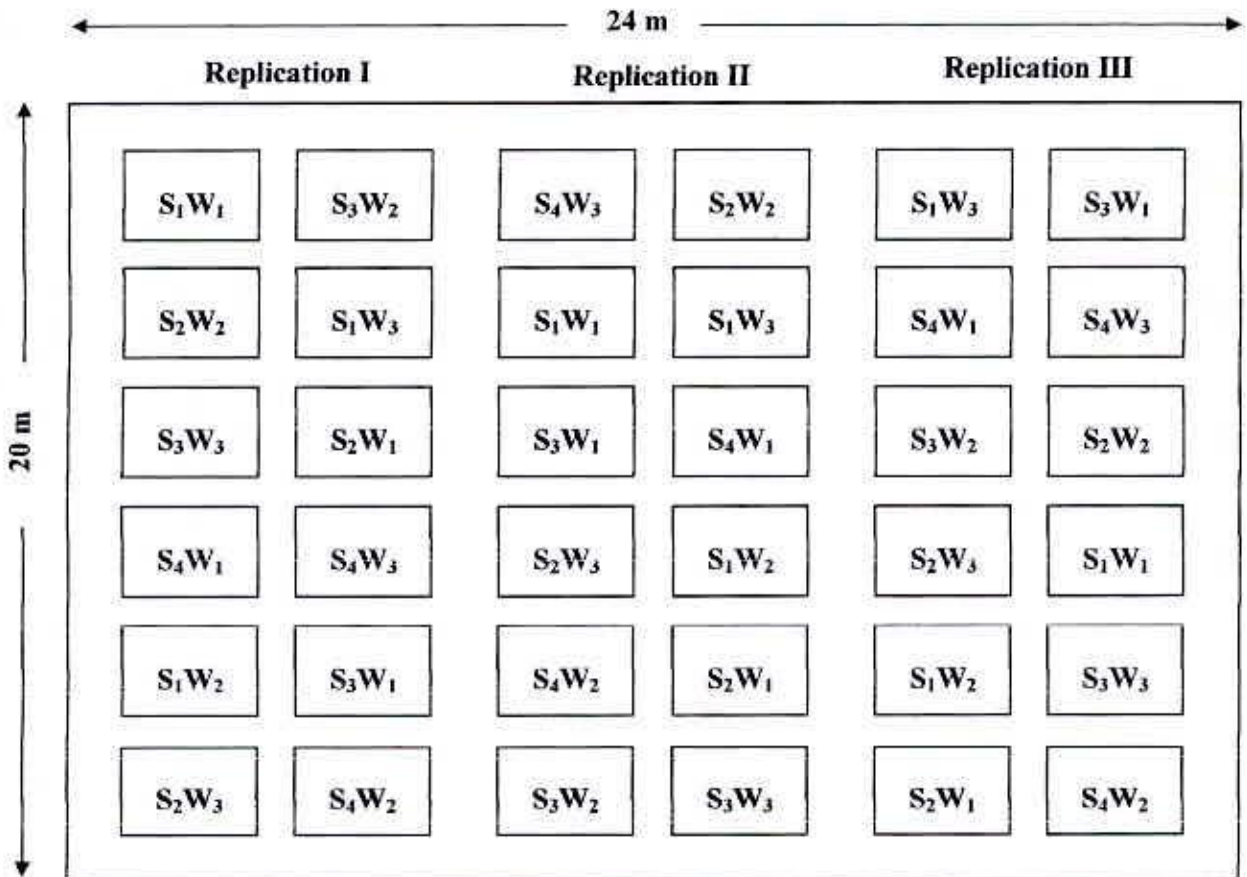 24 m
Replication I Replication II Replication III
20 m
S₁W₁ S₃W₂ S₄W₃ S₂W₂ S₁W₃ S₃W₁
S₂W₂ S₁W₃ S₁W₁ S₁W₃ S₄W₁ S₄W₃
S₃W₃ S₂W₁ S₃W₁ S₄W₁ S₃W₂ S₂W₂
S₄W₁ S₄W₃ S₂W₃ S₁W₂ S₂W₃ S₁W₁
S₁W₂ S₃W₁ S₄W₂ S₂W₁ S₁W₂ S₃W₃
S₂W₃ S₄W₂ S₃W₂ S₃W₃ S₂W₁ S₄W₂